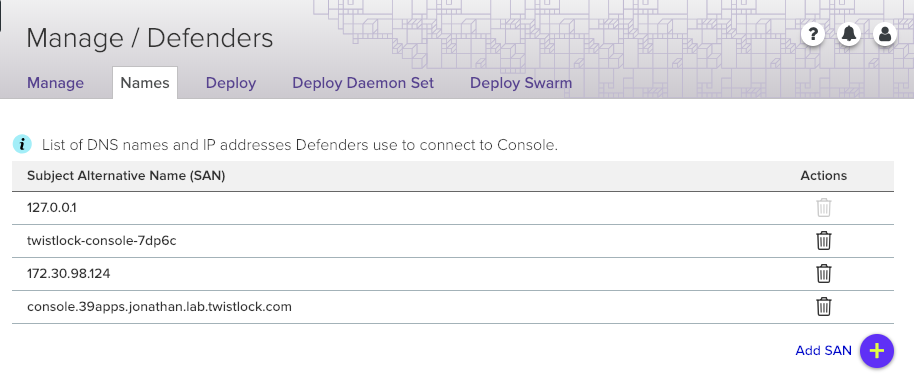 Manage / Defenders
?
Manage Names Deploy Deploy Daemon Set Deploy Swarm
i List of DNS names and IP addresses Defenders use to connect to Console.
Subject Alternative Name (SAN) Actions
127.0.0.1
twistlock-console-7dp6c
172.30.98.124
console.39apps.jonathan.lab.twistlock.com
Add SAN +